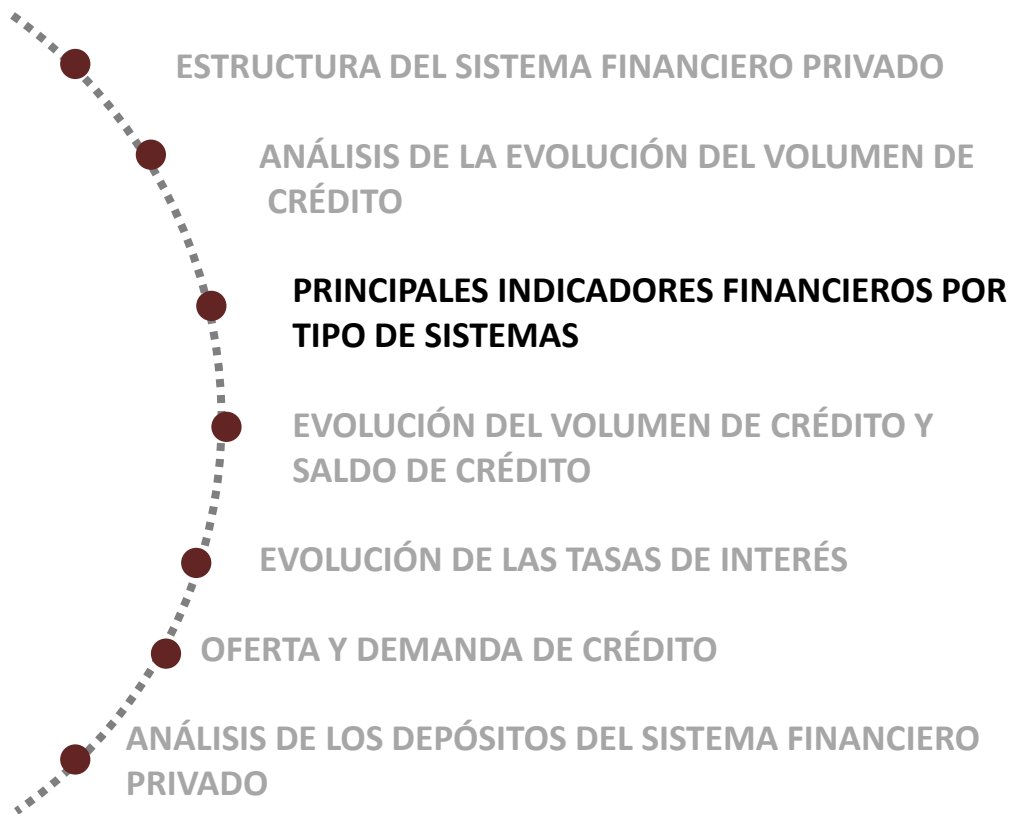 ESTRUCTURA DEL SISTEMA FINANCIERO PRIVADO
ANÁLISIS DE LA EVOLUCIÓN DEL VOLUMEN DE
CRÉDITO
PRINCIPALES INDICADORES FINANCIEROS POR
TIPO DE SISTEMAS
EVOLUCIÓN DEL VOLUMEN DE CRÉDITO Y
SALDO DE CRÉDITO
EVOLUCIÓN DE LAS TASAS DE INTERÉS
OFERTA Y DEMANDA DE CRÉDITO
ANÁLISIS DE LOS DEPÓSITOS DEL SISTEMA FINANCIERO
PRIVADO